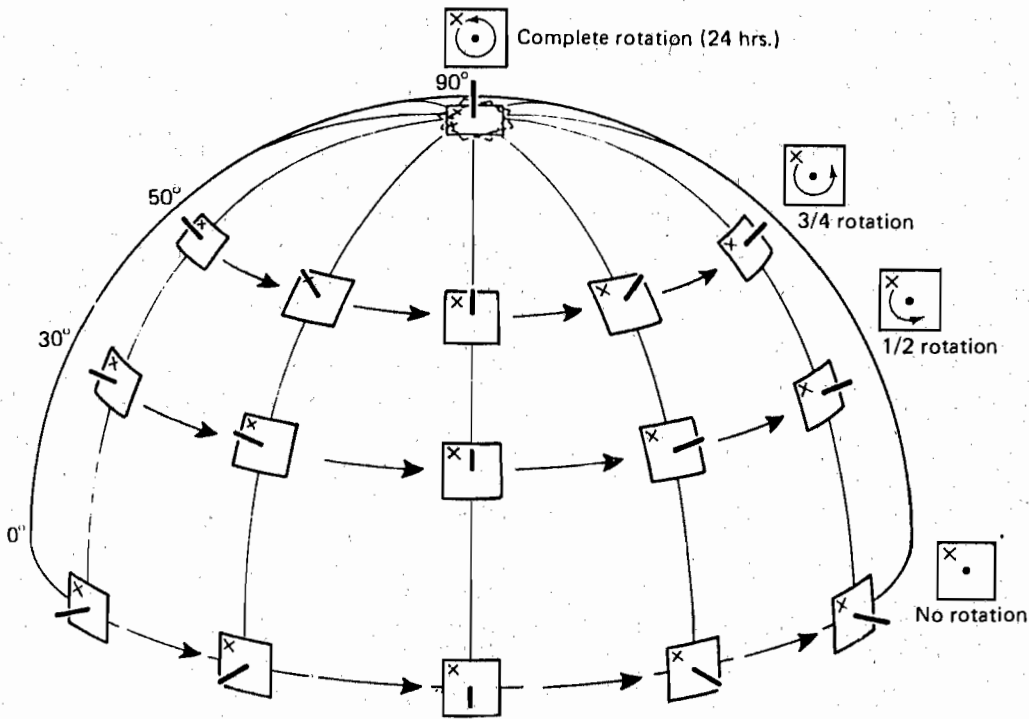 Complete rotation (24 hrs.)
90°
50°
3/4 rotation
30°
1/2 rotation
0°
No rotation